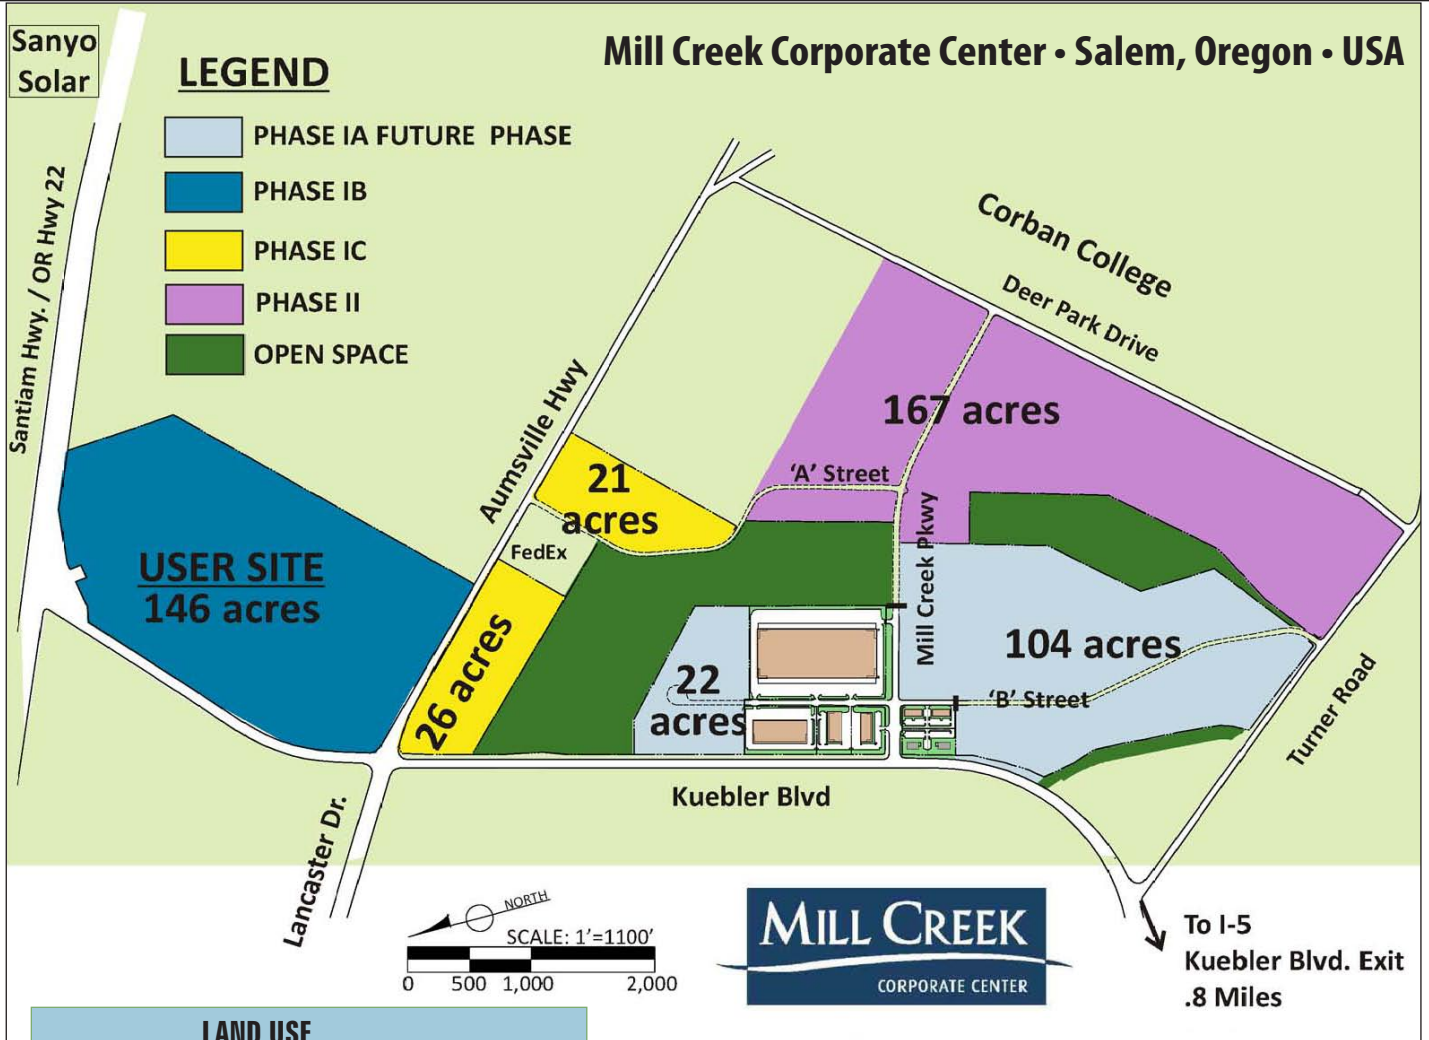 Sanyo
Solar
Mill Creek Corporate Center • Salem, Oregon • USA
LEGEND
PHASE IA FUTURE PHASE
PHASE IB
PHASE IC
PHASE II
OPEN SPACE
Santiam Hwy. / OR Hwy 22
Corban College
Deer Park Drive
Aumsville Hwy
167 acres
'A' Street
21
acres
FedEx
Mill Creek Pkwy
USER SITE
146 acres
26 acres
22
acres
104 acres
'B' Street
Turner Road
Kuebler Blvd
Lancaster Dr.
NORTH
SCALE: 1'=1100'
0 500 1,000 2,000
MILL CREEK
CORPORATE CENTER
To I-5
Kuebler Blvd. Exit
.8 Miles
LAND USE